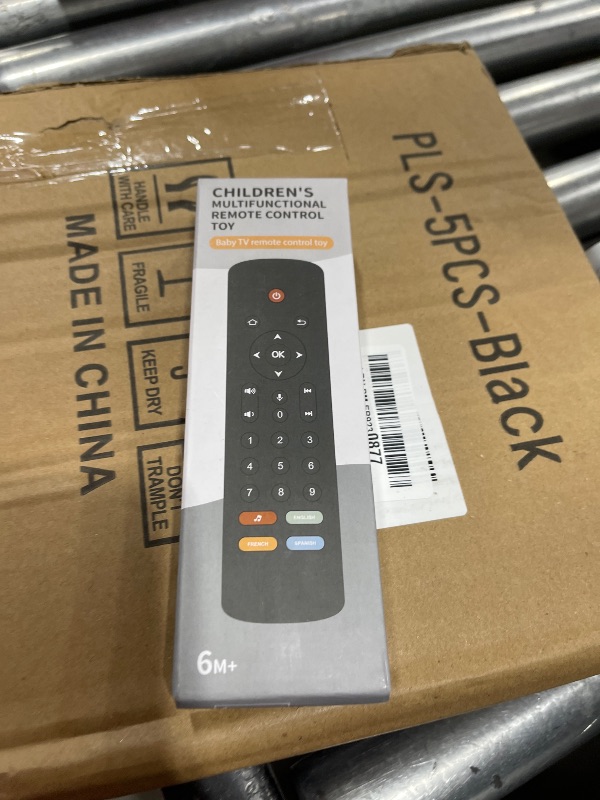 CHILDREN'S
MULTIFUNCTIONAL
REMOTE CONTROL
TOY
Baby TV remote control toy
OK
0
1 2 3
4 5 6
7 8 9
ENGLISH
FRENCH SPANISH
6M+
PLS-5PCS-Black
HANDLE
WITH CARE
FRAGILE
KEEP DRY
DON'T
TRAMPLE
MADE IN CHINA